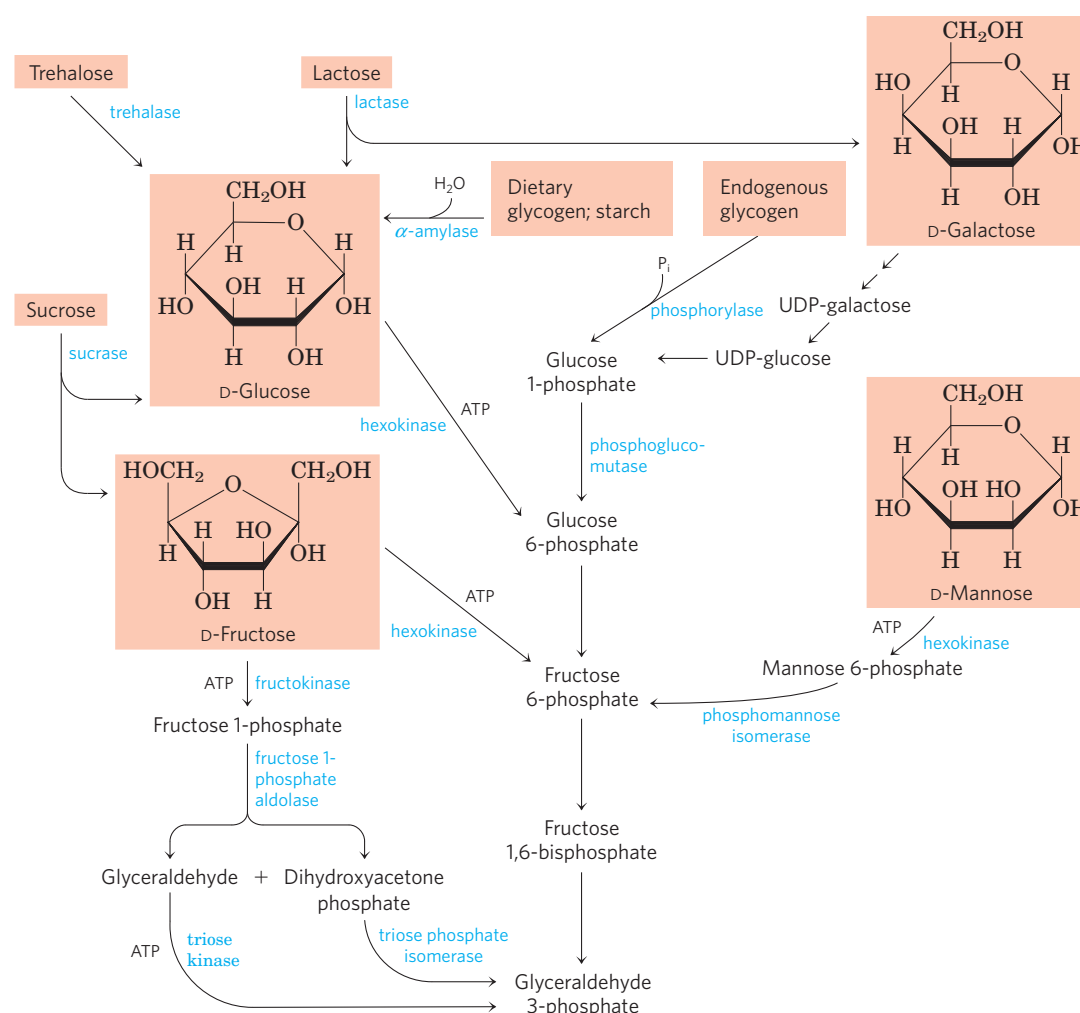 Trehalose
trehalase
Lactose
lactase
CH₂OH
O
HO
H
H
H
OH
H
H
OH
H
OH
D-Galactose
CH₂OH
O
H
H
H
OH
H
HO
OH
H
OH
D-Glucose
H₂O
α-amylase
Dietary
glycogen; starch
Endogenous
glycogen
Pᵢ
phosphorylase
UDP-galactose
UDP-glucose
Glucose
1-phosphate
Sucrose
sucrase
hexokinase
ATP
phosphogluco-
mutase
CH₂OH
O
H
H
H
OH
HO
HO
OH
H
H
D-Mannose
HOCH₂
O
CH₂OH
H
HO
H
OH
OH
H
D-Fructose
Glucose
6-phosphate
ATP
hexokinase
ATP
hexokinase
Mannose 6-phosphate
phosphomannose
isomerase
Fructose
6-phosphate
ATP
fructokinase
Fructose 1-phosphate
fructose 1-
phosphate
aldolase
Fructose
1,6-bisphosphate
Glyceraldehyde + Dihydroxyacetone
phosphate
ATP
triose
kinase
triose phosphate
isomerase
Glyceraldehyde
3-phosphate